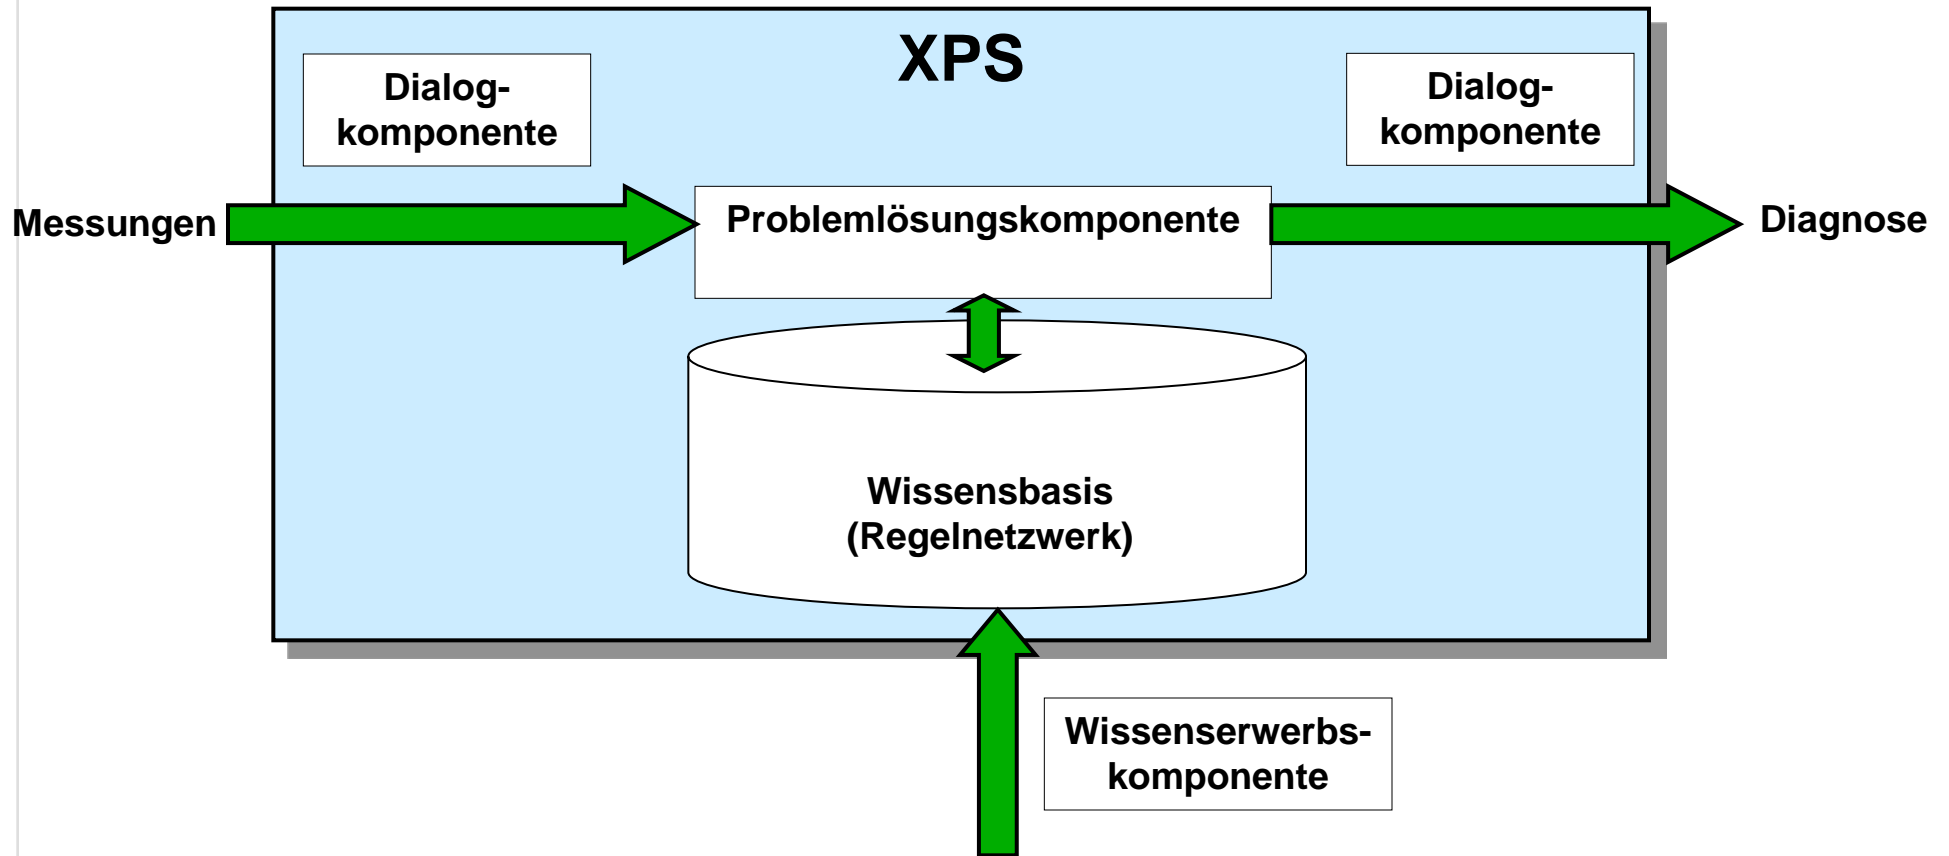 XPS
Dialog-
komponente
Dialog-
komponente
Messungen
Problemlösungskomponente
Diagnose
Wissensbasis
(Regelnetzwerk)
Wissenserwerbs-
komponente